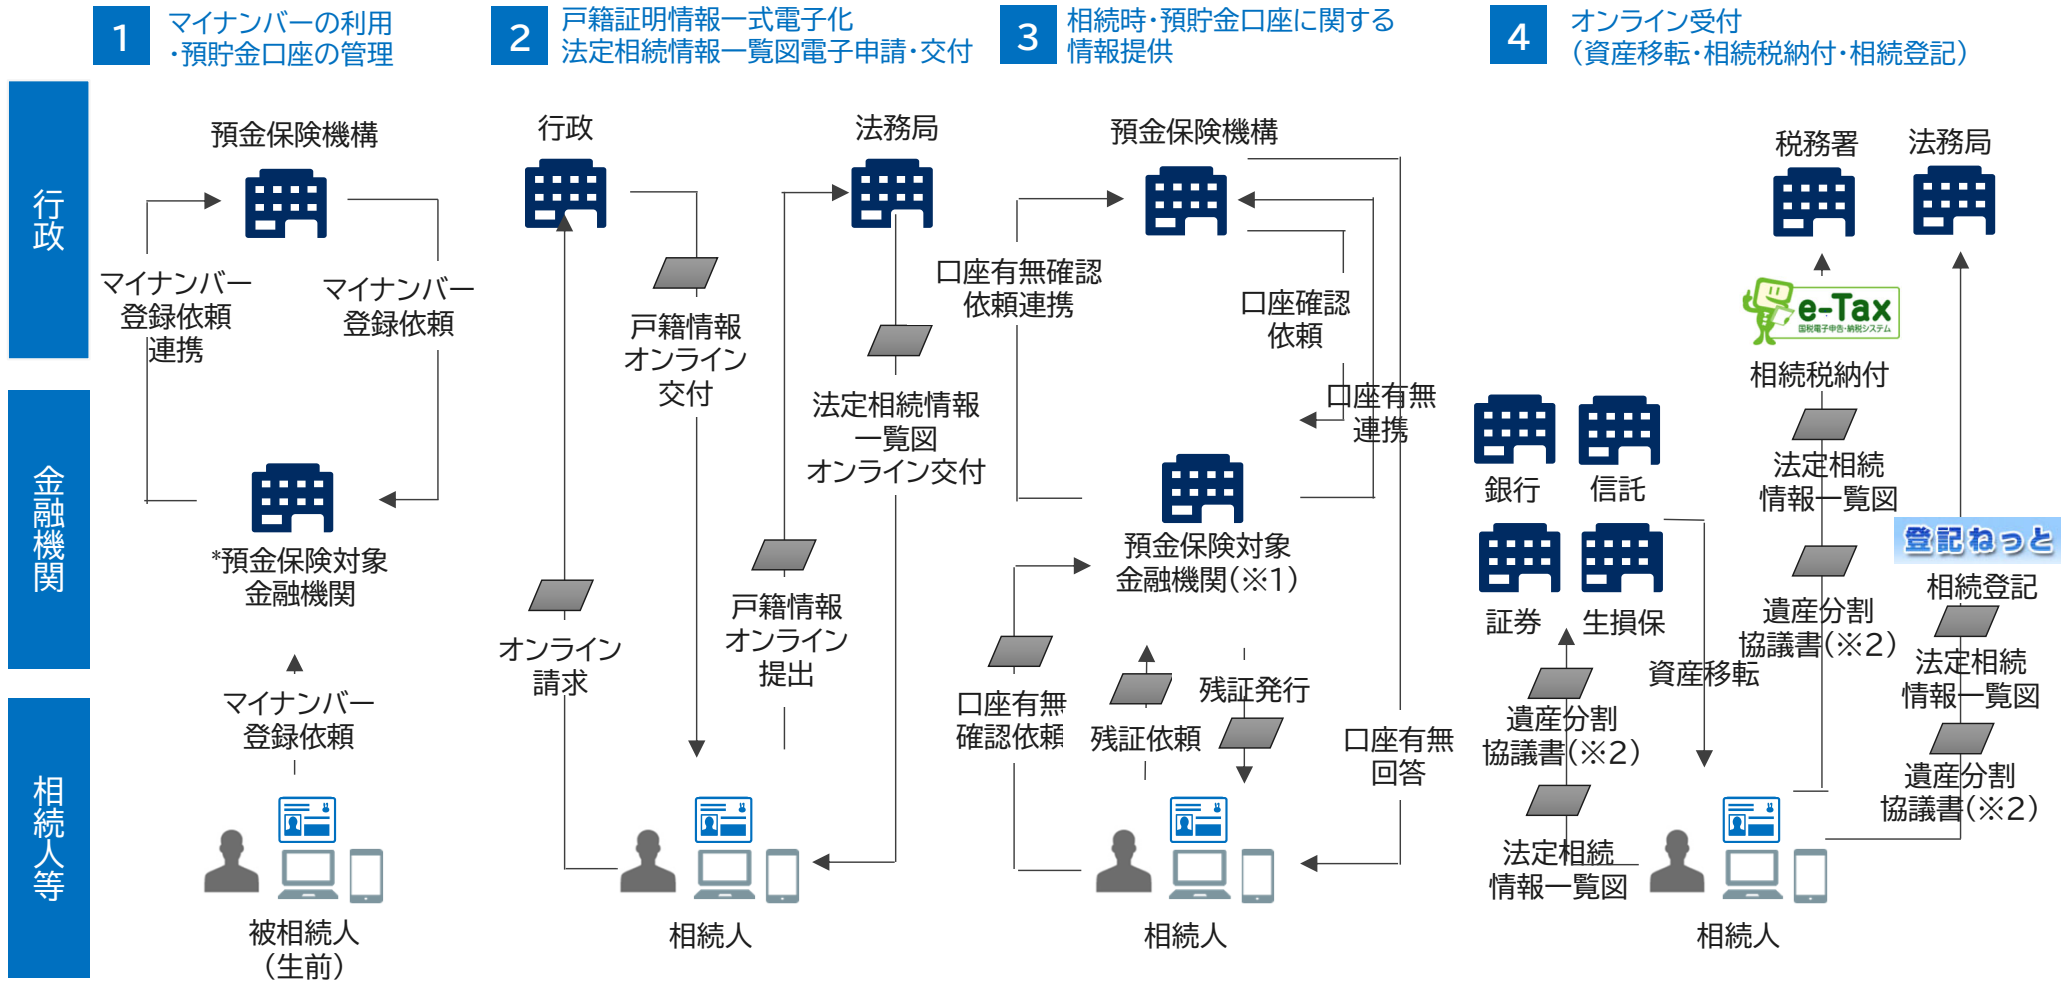 1
マイナンバーの利用
・預貯金口座の管理
2
戸籍証明情報一式電子化
法定相続情報一覧図電子申請・交付
3
相続時・預貯金口座に関する
情報提供
4
オンライン受付
（資産移転・相続税納付・相続登記）
行政
金融機関
相続人等
預金保険機構
マイナンバー
登録依頼
連携
マイナンバー
登録依頼
*預金保険対象
金融機関
マイナンバー
登録依頼
被相続人
（生前）
行政
法務局
戸籍情報
オンライン
交付
法定相続情報
一覧図
オンライン交付
オンライン
請求
戸籍情報
オンライン
提出
相続人
預金保険機構
口座有無確認
依頼連携
口座確認
依頼
口座有無
連携
預金保険対象
金融機関（※1）
口座有無
確認依頼
残証依頼
残証発行
口座有無
回答
相続人
税務署
法務局
e-Tax
国税電子申告・納税システム
相続税納付
法定相続
情報一覧図
遺産分割
協議書（※2）
銀行
信託
証券
生損保
資産移転
遺産分割
協議書（※2）
法定相続
情報一覧図
登記ねっと
相続登記
法定相続
情報一覧図
遺産分割
協議書（※2）
相続人